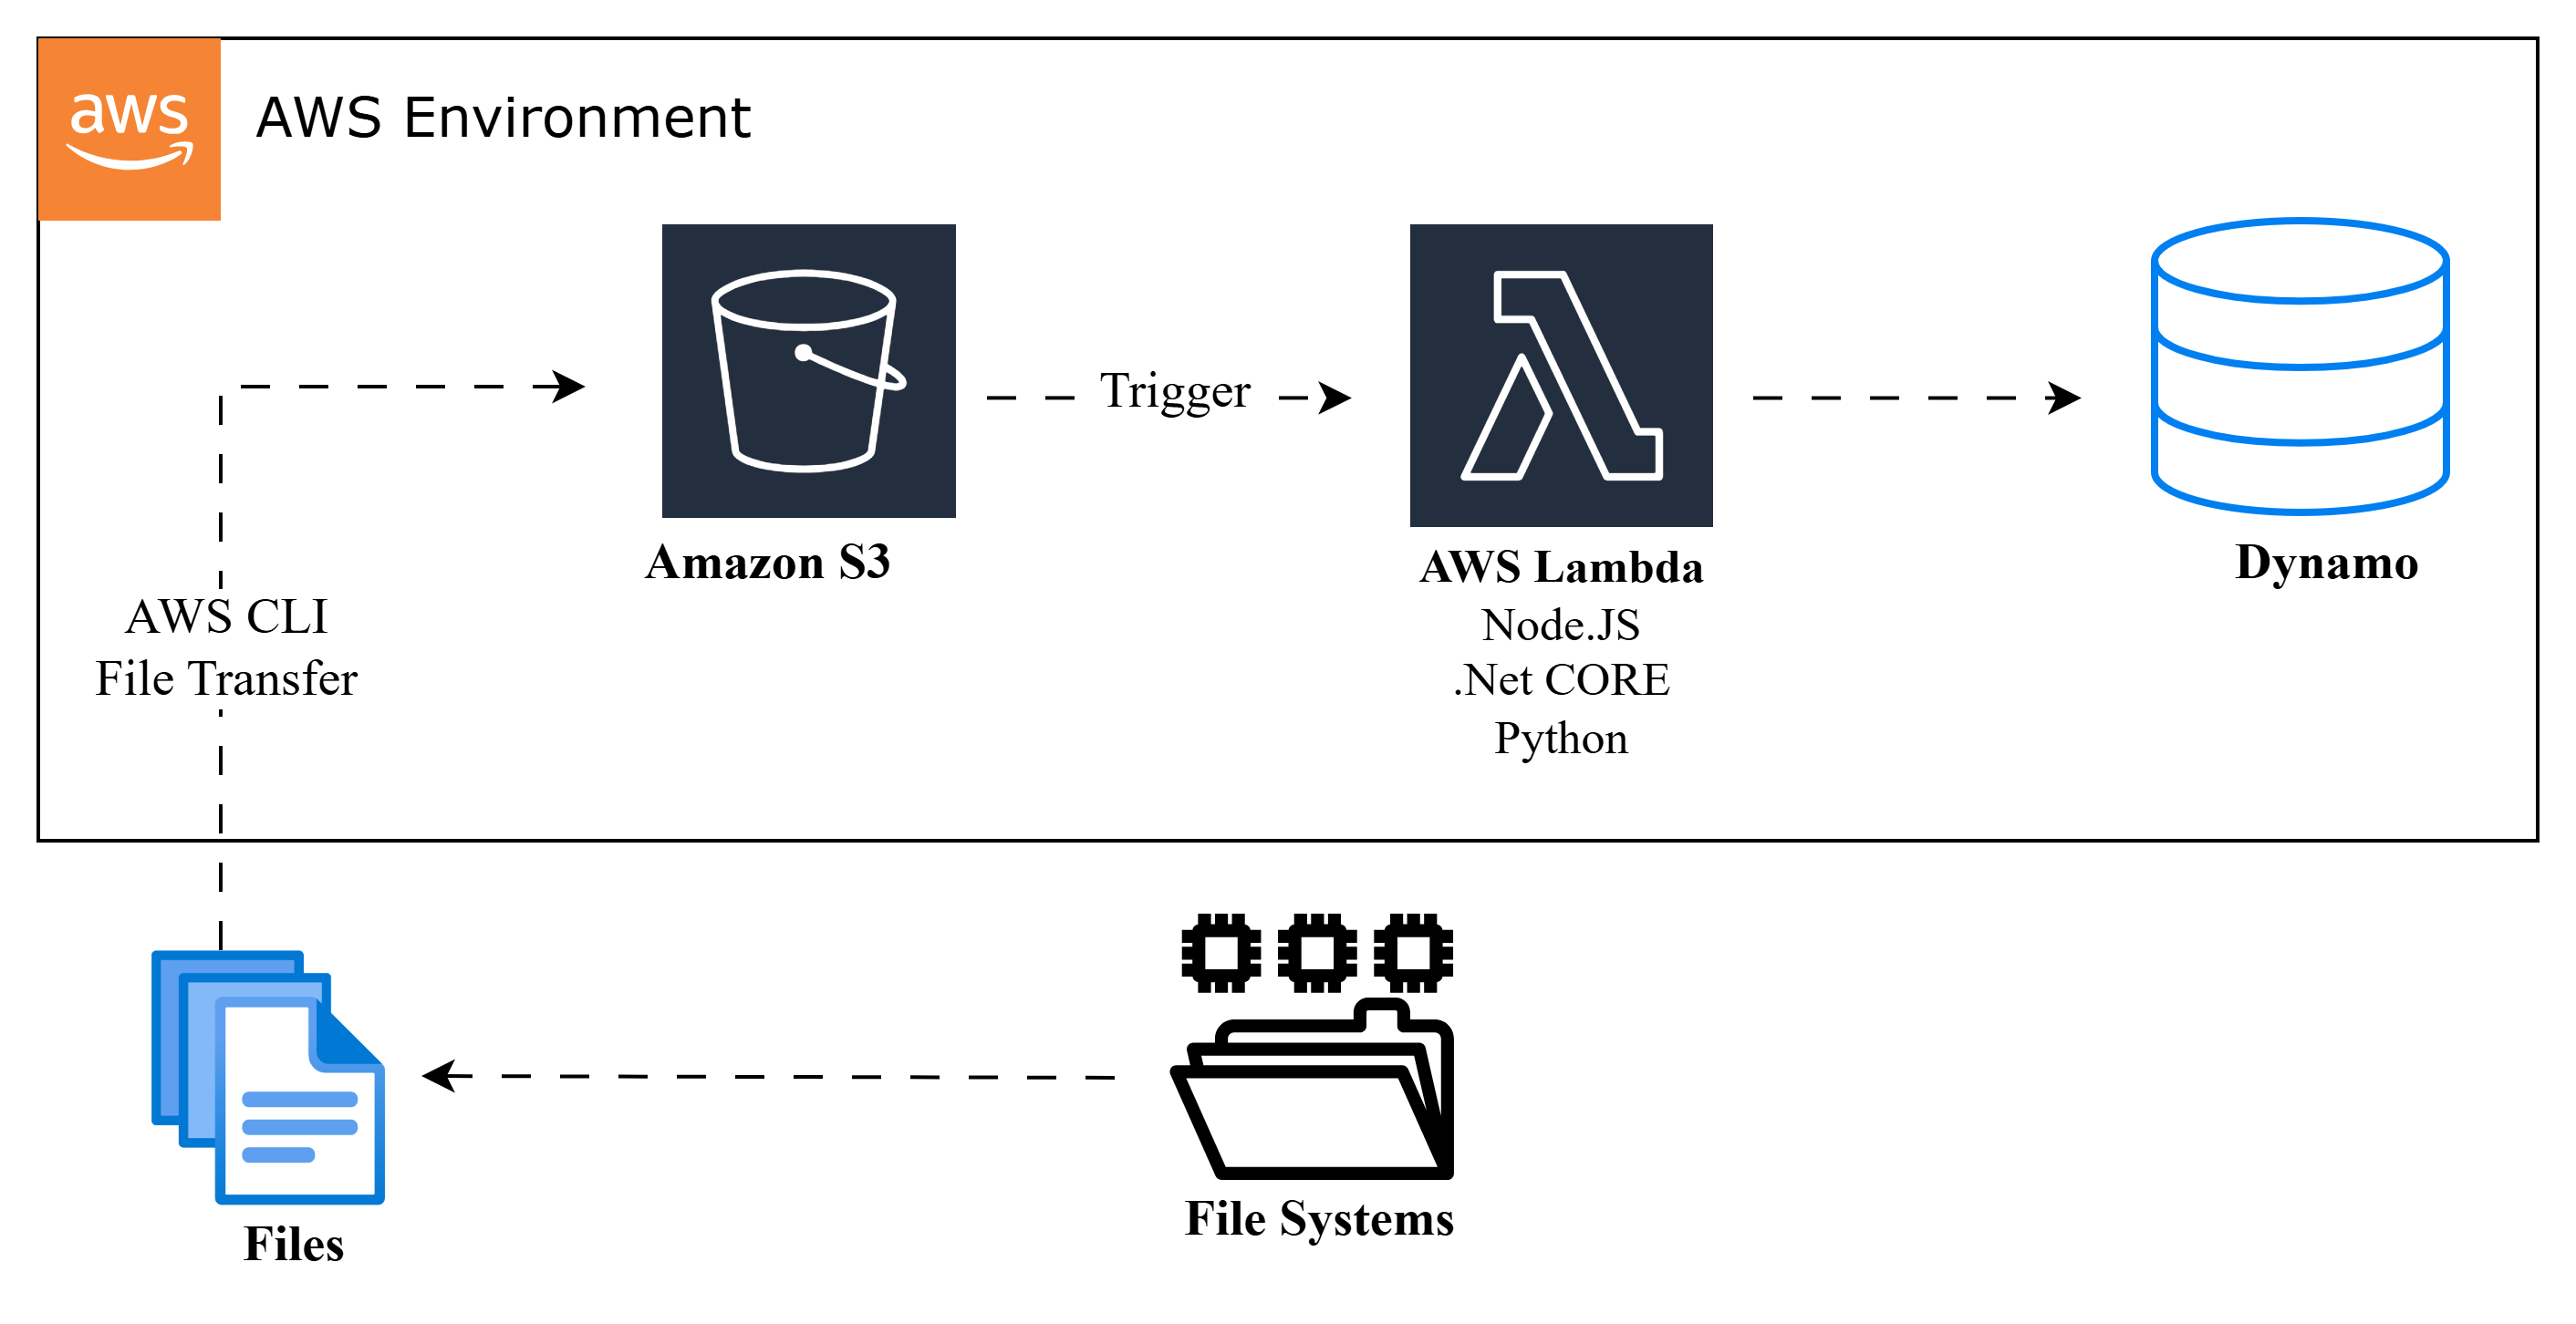 aws
AWS Environment
Trigger
Amazon S3
AWS Lambda
Node.JS
.Net CORE
Python
Dynamo
AWS CLI
File Transfer
Files
File Systems